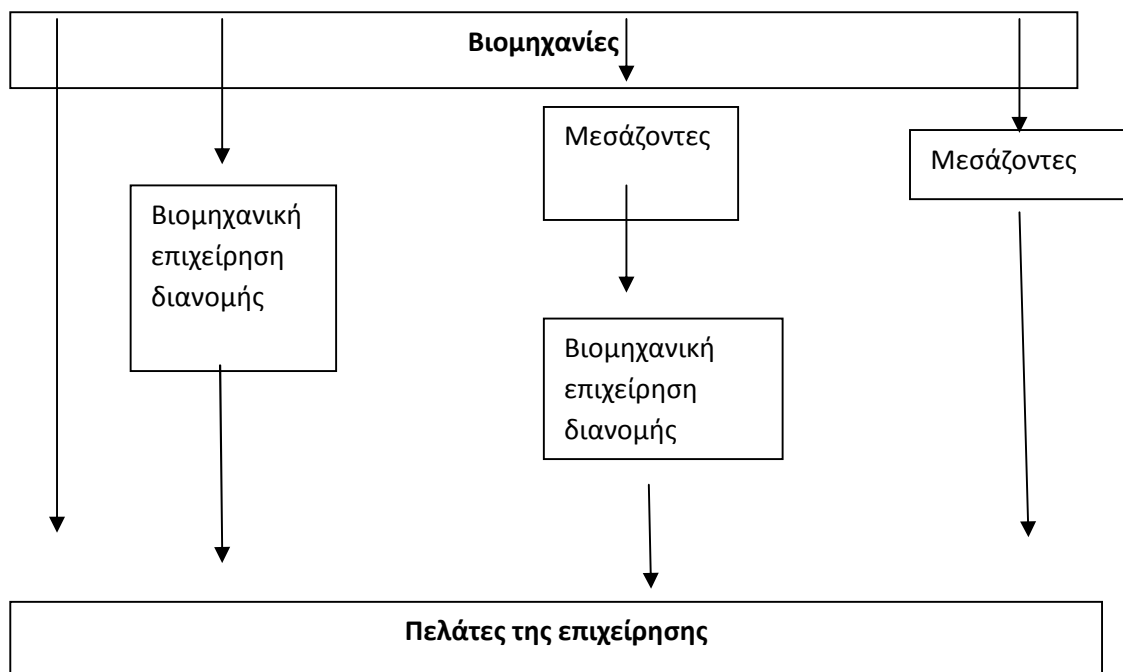 Βιομηχανίες
Μεσάζοντες
Μεσάζοντες
Βιομηχανική
επιχείρηση
διανομής
Βιομηχανική
επιχείρηση
διανομής
Πελάτες της επιχείρησης